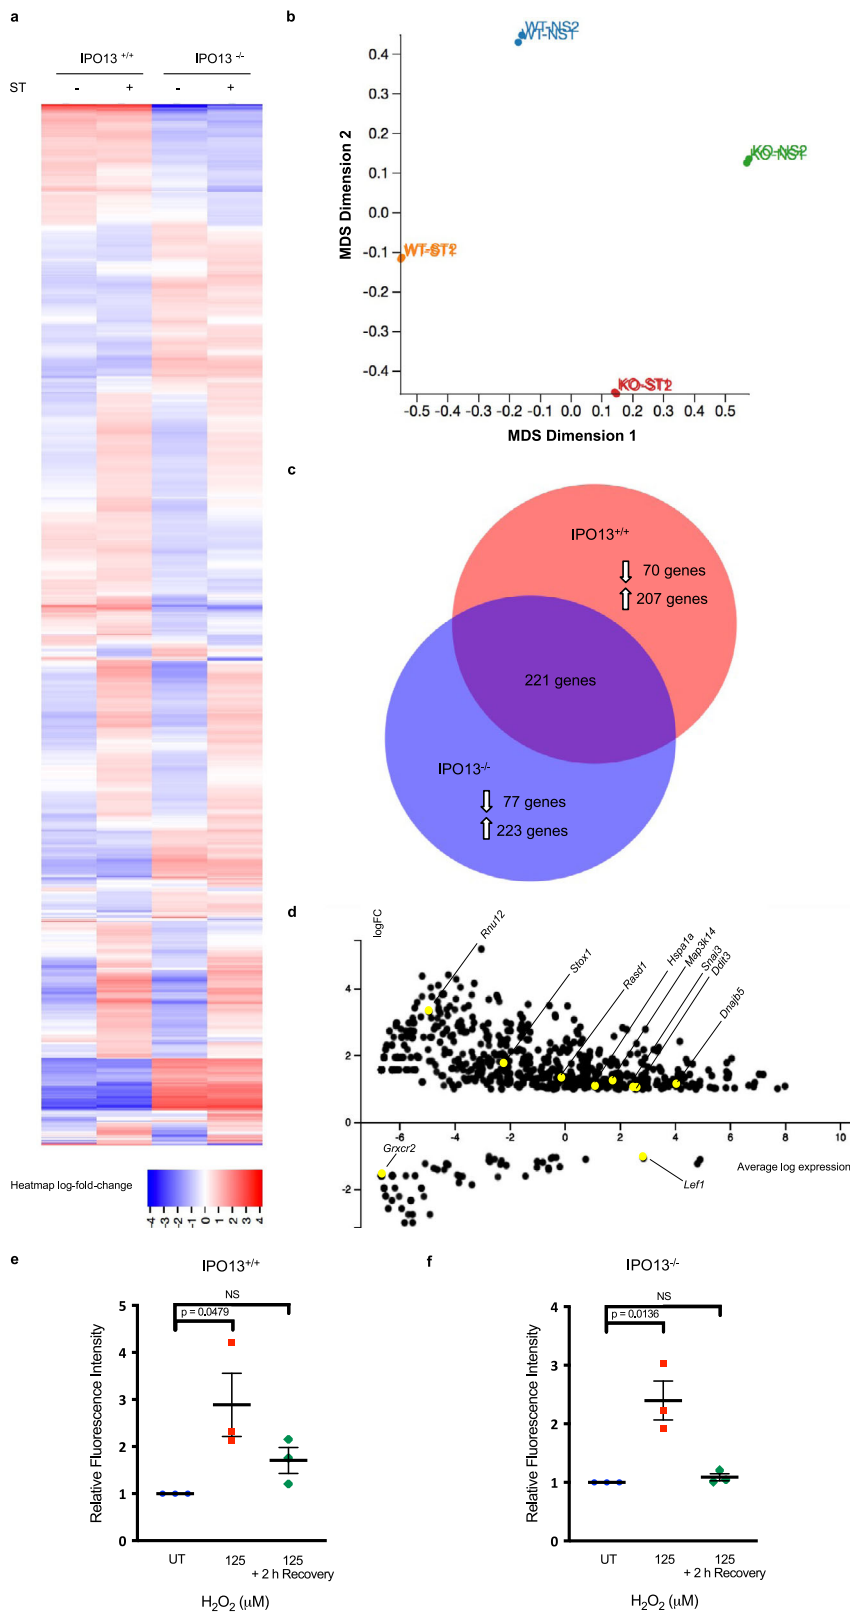 a
IPO13 +/+
IPO13 -/-
ST
-
+
-
+
Heatmap log-fold-change
-4
-3
-2
-1
0
1
2
3
4
b
MDS Dimension 2
0.4
0.3
0.2
0.1
0.0
-0.1
-0.2
-0.3
-0.4
WT-NS2
WT-NS1
KO-NS2
KO-NS1
WT-ST2
KO-ST2
-0.5 -0.4 -0.3 -0.2 -0.1 0.0 0.1 0.2 0.3 0.4 0.5
MDS Dimension 1
c
IPO13+/+
70 genes
207 genes
221 genes
IPO13-/-
77 genes
223 genes
d
logFC
4
2
0
-2
Rnu12
Stox1
Rasd1
Hspa1a
Map3k14
Snai3
Ddit3
Dnajb5
-6 -4 -2 0 2 4 6 8 10
Grxcr2
Lef1
Average log expression
e
IPO13+/+
NS
p = 0.0479
Relative Fluorescence Intensity
5
4
3
2
1
0
UT
125
125
+ 2 h Recovery
H2O2 (μM)
f
IPO13-/-
NS
p = 0.0136
Relative Fluorescence Intensity
4
3
2
1
0
UT
125
125
+ 2 h Recovery
H2O2 (μM)